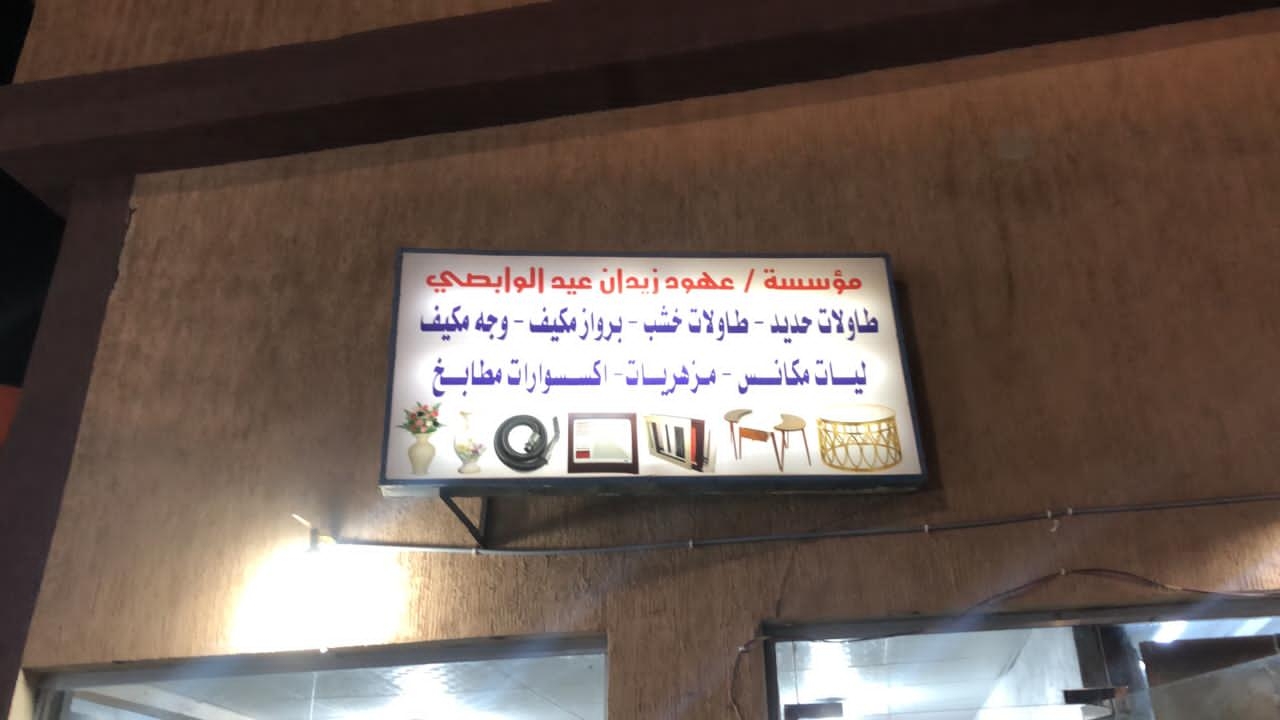 مؤسسة / عهود زيدان عيد الوابصي
طاولات حديد - طاولات خشب - برواز مكيف - وجه مكيف
ليات مكانس - مزهريات - اكسسوارات مطابخ